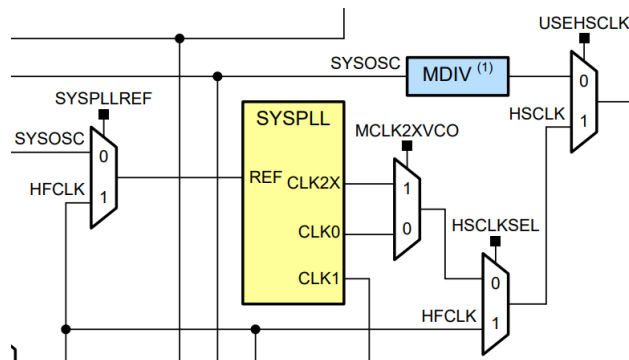 USEHSCLK
SYSOSC
MDIV (1)
0
SYSPLLREF
SYSPLL
HSCLK
1
MCLK2XVCO
SYSOSC
0
REF
CLK2X
1
HFCLK
1
CLK0
0
HSCLKSEL
CLK1
0
HFCLK
1